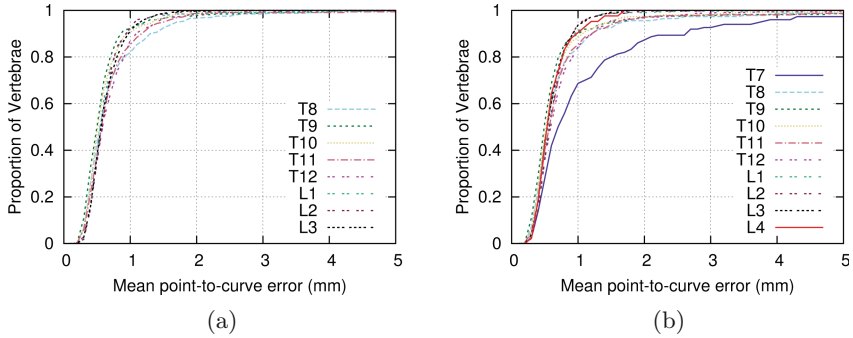 1
0.8
0.6
0.4
0.2
0
Proportion of Vertebrae
T8
T9
T10
T11
T12
L1
L2
L3
0 1 2 3 4 5
Mean point-to-curve error (mm)
(a)
1
0.8
0.6
0.4
0.2
0
Proportion of Vertebrae
T7
T8
T9
T10
T11
T12
L1
L2
L3
L4
0 1 2 3 4 5
Mean point-to-curve error (mm)
(b)